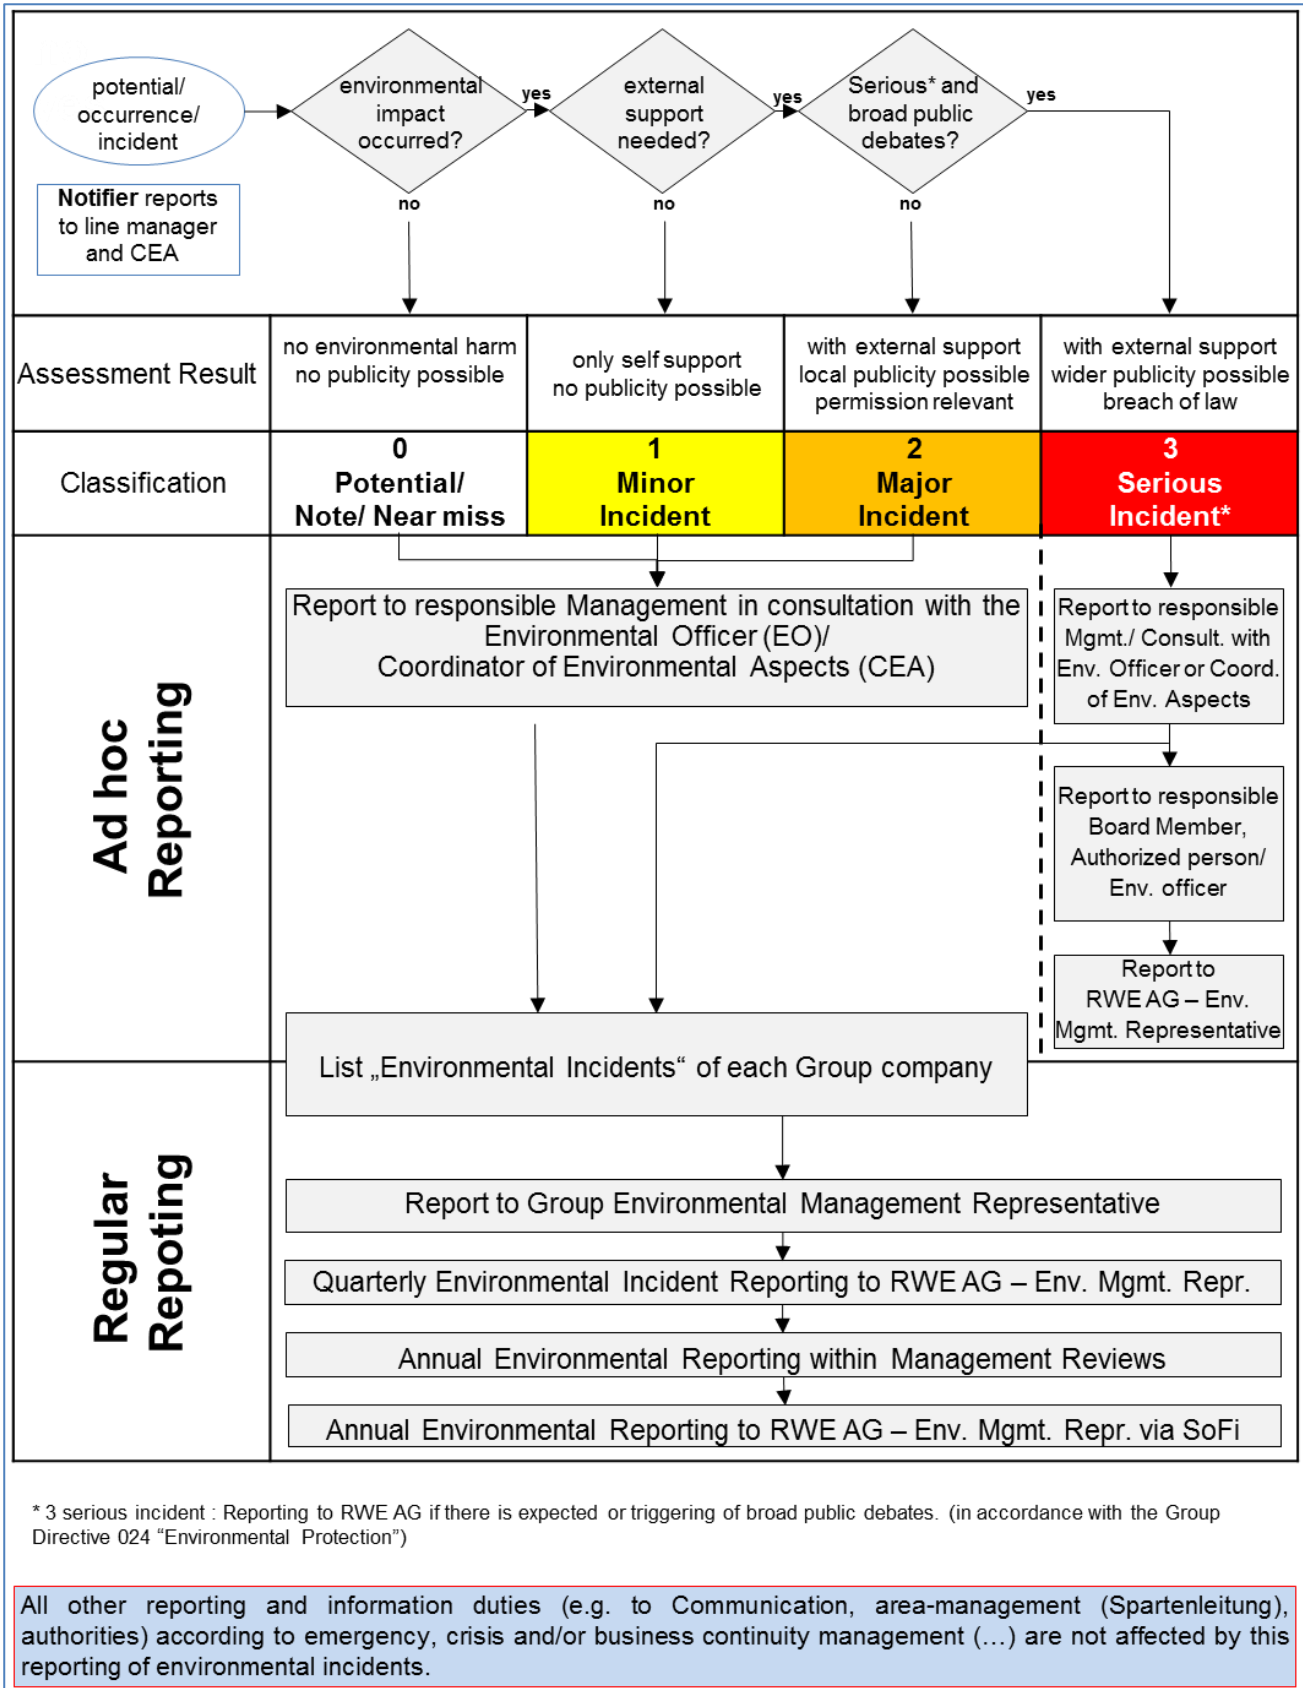 potential/
occurrence/
incident
environmental
impact
occurred?
yes
external
support
needed?
yes
Serious* and
broad public
debates?
yes
Notifier reports
to line manager
and CEA
no
no
no
Assessment Result
no environmental harm
no publicity possible
only self support
no publicity possible
with external support
local publicity possible
permission relevant
with external support
wider publicity possible
breach of law
Classification
0
Potential/
Note/ Near miss
1
Minor
Incident
2
Major
Incident
3
Serious
Incident*
Ad hoc
Reporting
Report to responsible Management in consultation with the
Environmental Officer (EO)/
Coordinator of Environmental Aspects (CEA)
Report to responsible
Mgmt./ Consult. with
Env. Officer or Coord.
of Env. Aspects
Report to responsible
Board Member,
Authorized person/
Env. officer
Report to
RWE AG – Env.
Mgmt. Representative
List „Environmental Incidents“ of each Group company
Regular
Repoting
Report to Group Environmental Management Representative
Quarterly Environmental Incident Reporting to RWE AG – Env. Mgmt. Repr.
Annual Environmental Reporting within Management Reviews
Annual Environmental Reporting to RWE AG – Env. Mgmt. Repr. via SoFi
* 3 serious incident : Reporting to RWE AG if there is expected or triggering of broad public debates. (in accordance with the Group
Directive 024 “Environmental Protection”)
All other reporting and information duties (e.g. to Communication, area-management (Spartenleitung),
authorities) according to emergency, crisis and/or business continuity management (…) are not affected by this
reporting of environmental incidents.